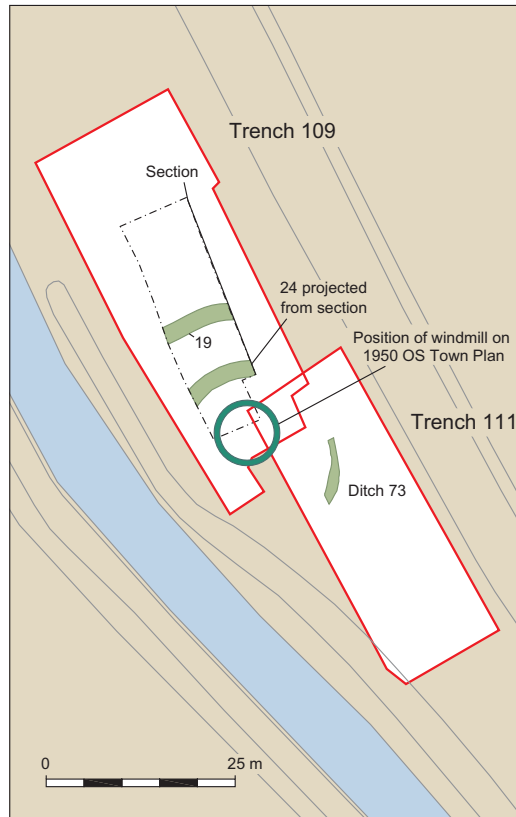 Trench 109
Section
24 projected
from section
19
Position of windmill on
1950 OS Town Plan
Trench 111
Ditch 73
0
25 m